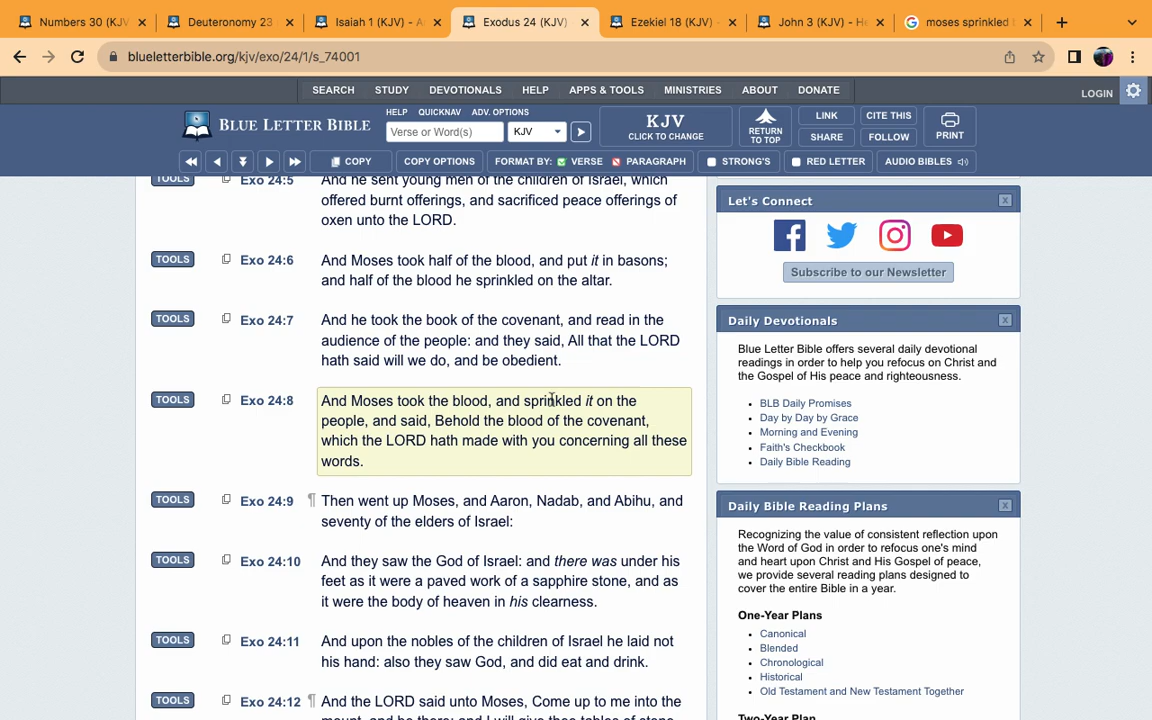 Numbers 30 (KJV)
Deuteronomy 23
Isaiah 1 (KJV) - A
Exodus 24 (KJV)
Ezekiel 18 (KJV) -
John 3 (KJV) - He
moses sprinkled b
blueletterbible.org/kjv/exo/24/1/s_74001
SEARCH STUDY DEVOTIONALS HELP APPS & TOOLS MINISTRIES ABOUT DONATE LOGIN
BLUE LETTER BIBLE
HELP QUICKNAV ADV. OPTIONS
Verse or Word(s) KJV
KJV
CLICK TO CHANGE
RETURN
TO TOP
LINK CITE THIS
SHARE FOLLOW
PRINT
COPY COPY OPTIONS FORMAT BY: VERSE PARAGRAPH STRONG'S RED LETTER AUDIO BIBLES
TOOLS Exo 24:5 And he sent young men of the children of Israel, which
offered burnt offerings, and sacrificed peace offerings of
oxen unto the LORD.
TOOLS Exo 24:6 And Moses took half of the blood, and put it in basons;
and half of the blood he sprinkled on the altar.
TOOLS Exo 24:7 And he took the book of the covenant, and read in the
audience of the people: and they said, All that the LORD
hath said will we do, and be obedient.
TOOLS Exo 24:8 And Moses took the blood, and sprinkled it on the
people, and said, Behold the blood of the covenant,
which the LORD hath made with you concerning all these
words.
TOOLS Exo 24:9 ¶ Then went up Moses, and Aaron, Nadab, and Abihu, and
seventy of the elders of Israel:
TOOLS Exo 24:10 And they saw the God of Israel: and there was under his
feet as it were a paved work of a sapphire stone, and as
it were the body of heaven in his clearness.
TOOLS Exo 24:11 And upon the nobles of the children of Israel he laid not
his hand: also they saw God, and did eat and drink.
TOOLS Exo 24:12 ¶ And the LORD said unto Moses, Come up to me into the
mount, and be there: and I will give thee tables of stone,
Let's Connect
Subscribe to our Newsletter
Daily Devotionals
Blue Letter Bible offers several daily devotional
readings in order to help you refocus on Christ and
the Gospel of His peace and righteousness.
• BLB Daily Promises
• Day by Day by Grace
• Morning and Evening
• Faith's Checkbook
• Daily Bible Reading
Daily Bible Reading Plans
Recognizing the value of consistent reflection upon
the Word of God in order to refocus one's mind
and heart upon Christ and His Gospel of peace,
we provide several reading plans designed to
cover the entire Bible in a year.
One-Year Plans
• Canonical
• Blended
• Chronological
• Historical
• Old Testament and New Testament Together
Two-Year Plan